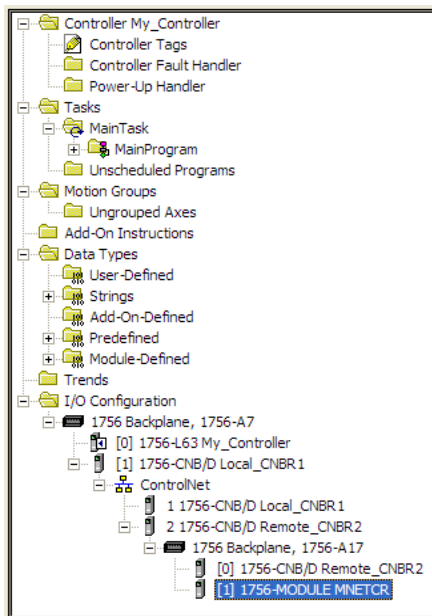 Controller My_Controller
Controller Tags
Controller Fault Handler
Power-Up Handler
Tasks
MainTask
MainProgram
Unscheduled Programs
Motion Groups
Ungrouped Axes
Add-On Instructions
Data Types
User-Defined
Strings
Add-On-Defined
Predefined
Module-Defined
Trends
I/O Configuration
1756 Backplane, 1756-A7
[0] 1756-L63 My_Controller
[1] 1756-CNB/D Local_CNBR1
ControlNet
1 1756-CNB/D Local_CNBR1
2 1756-CNB/D Remote_CNBR2
1756 Backplane, 1756-A17
[0] 1756-CNB/D Remote_CNBR2
[1] 1756-MODULE MNETCR